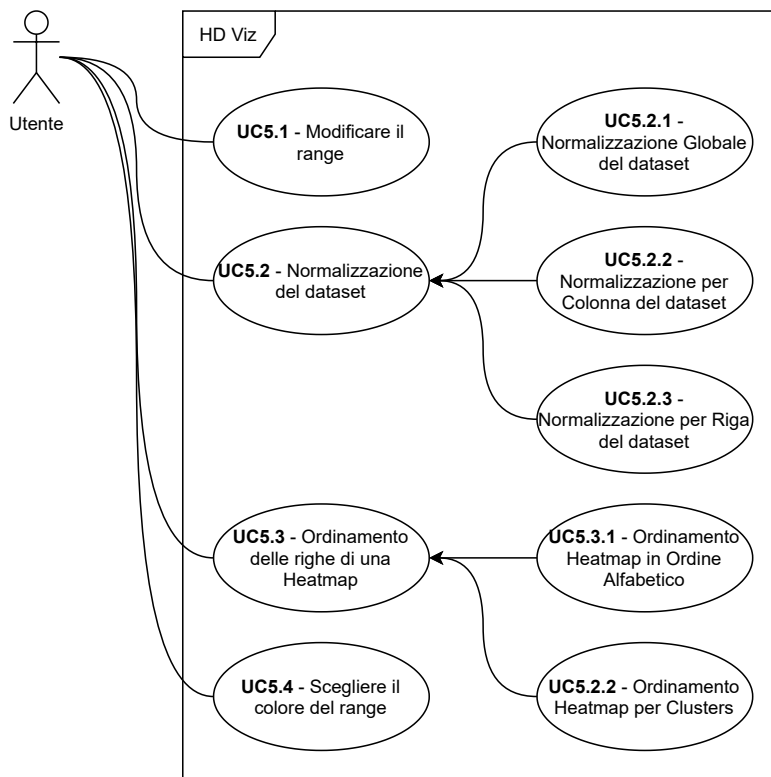 HD Viz
Utente
UC5.1 - Modificare il
range
UC5.2 - Normalizzazione
del dataset
UC5.2.1 -
Normalizzazione Globale
del dataset
UC5.2.2 -
Normalizzazione per
Colonna del dataset
UC5.2.3 -
Normalizzazione per Riga
del dataset
UC5.3 - Ordinamento
delle righe di una
Heatmap
UC5.3.1 - Ordinamento
Heatmap in Ordine
Alfabetico
UC5.4 - Scegliere il
colore del range
UC5.2.2 - Ordinamento
Heatmap per Clusters